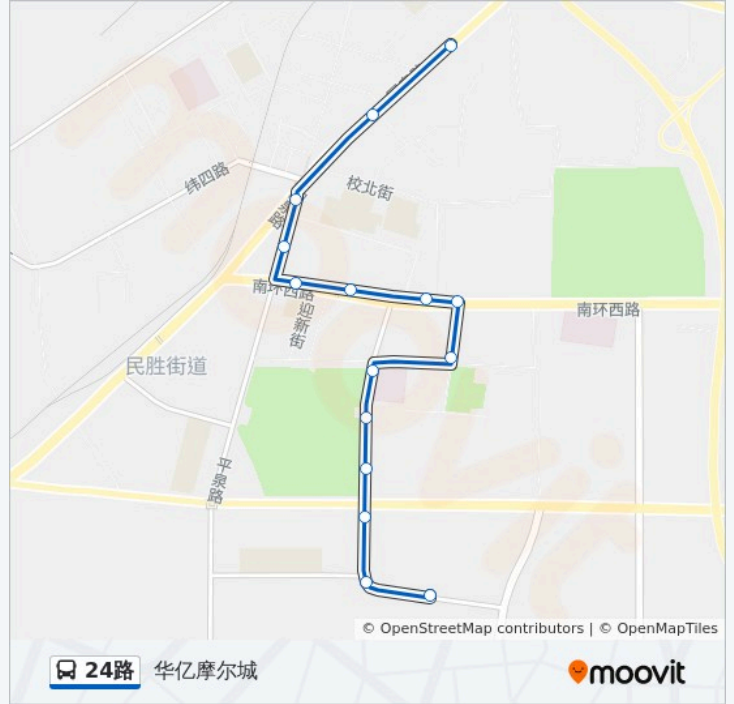 纬四路
校北街
南环西路
迎新街
南环西路
民胜街道
平泉路
© OpenStreetMap contributors | © OpenMapTiles
24路 华亿摩尔城
moovit